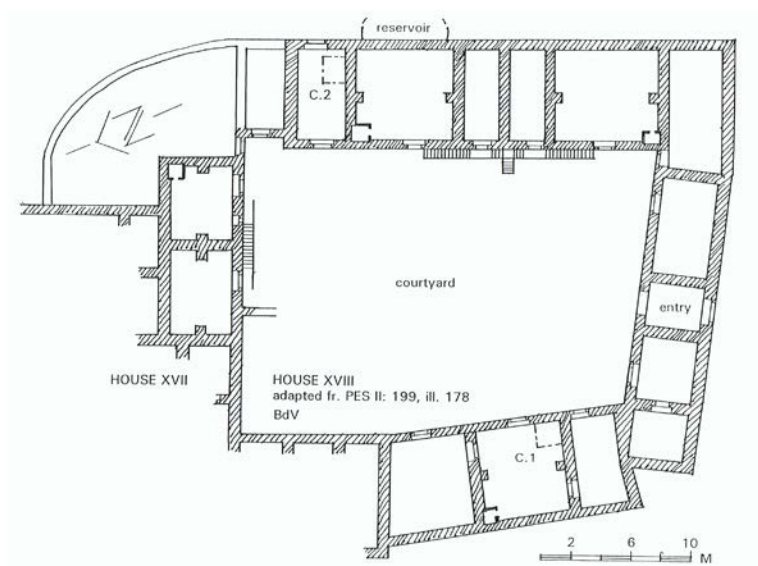 reservoir
C.2
courtyard
entry
HOUSE XVII
HOUSE XVIII
adapted fr. PES II: 199, ill. 178
BdV
C.1
2 6 10
M